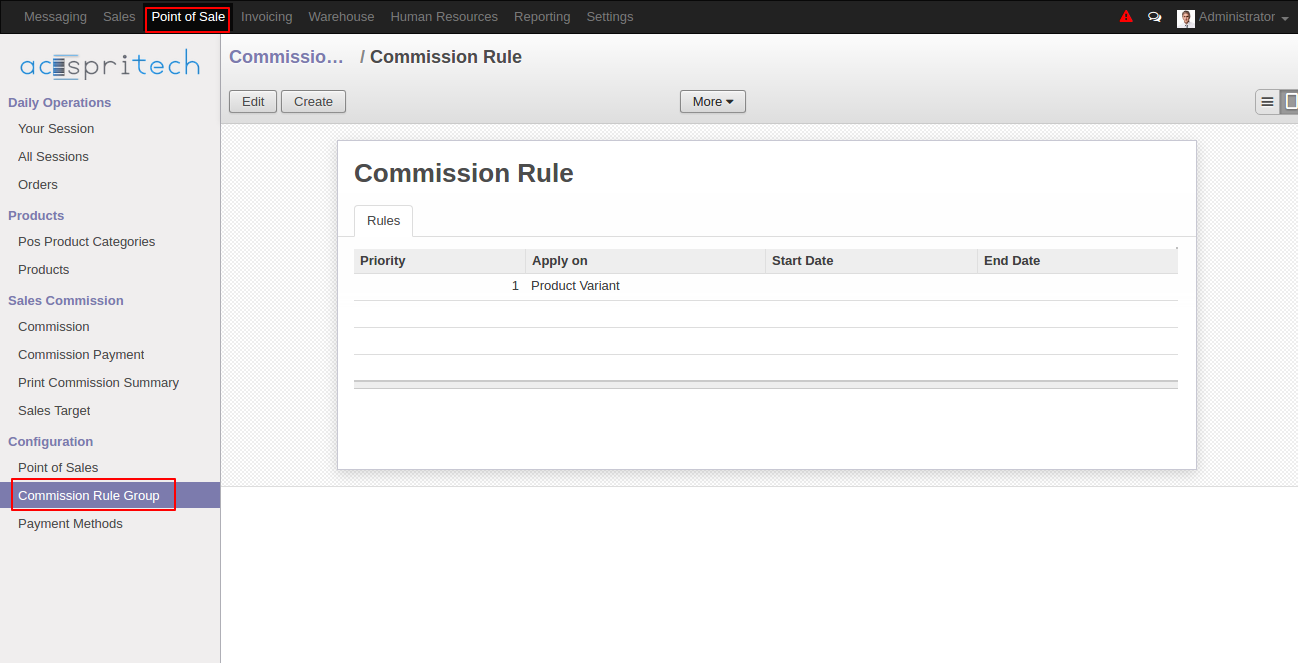 Messaging Sales Point of Sale Invoicing Warehouse Human Resources Reporting Settings Administrator
acespritech
Daily Operations
Your Session
All Sessions
Orders
Products
Pos Product Categories
Products
Sales Commission
Commission
Commission Payment
Print Commission Summary
Sales Target
Configuration
Point of Sales
Commission Rule Group
Payment Methods
Commissio... / Commission Rule
Edit Create More
Commission Rule
Rules
Priority Apply on Start Date End Date
1 Product Variant